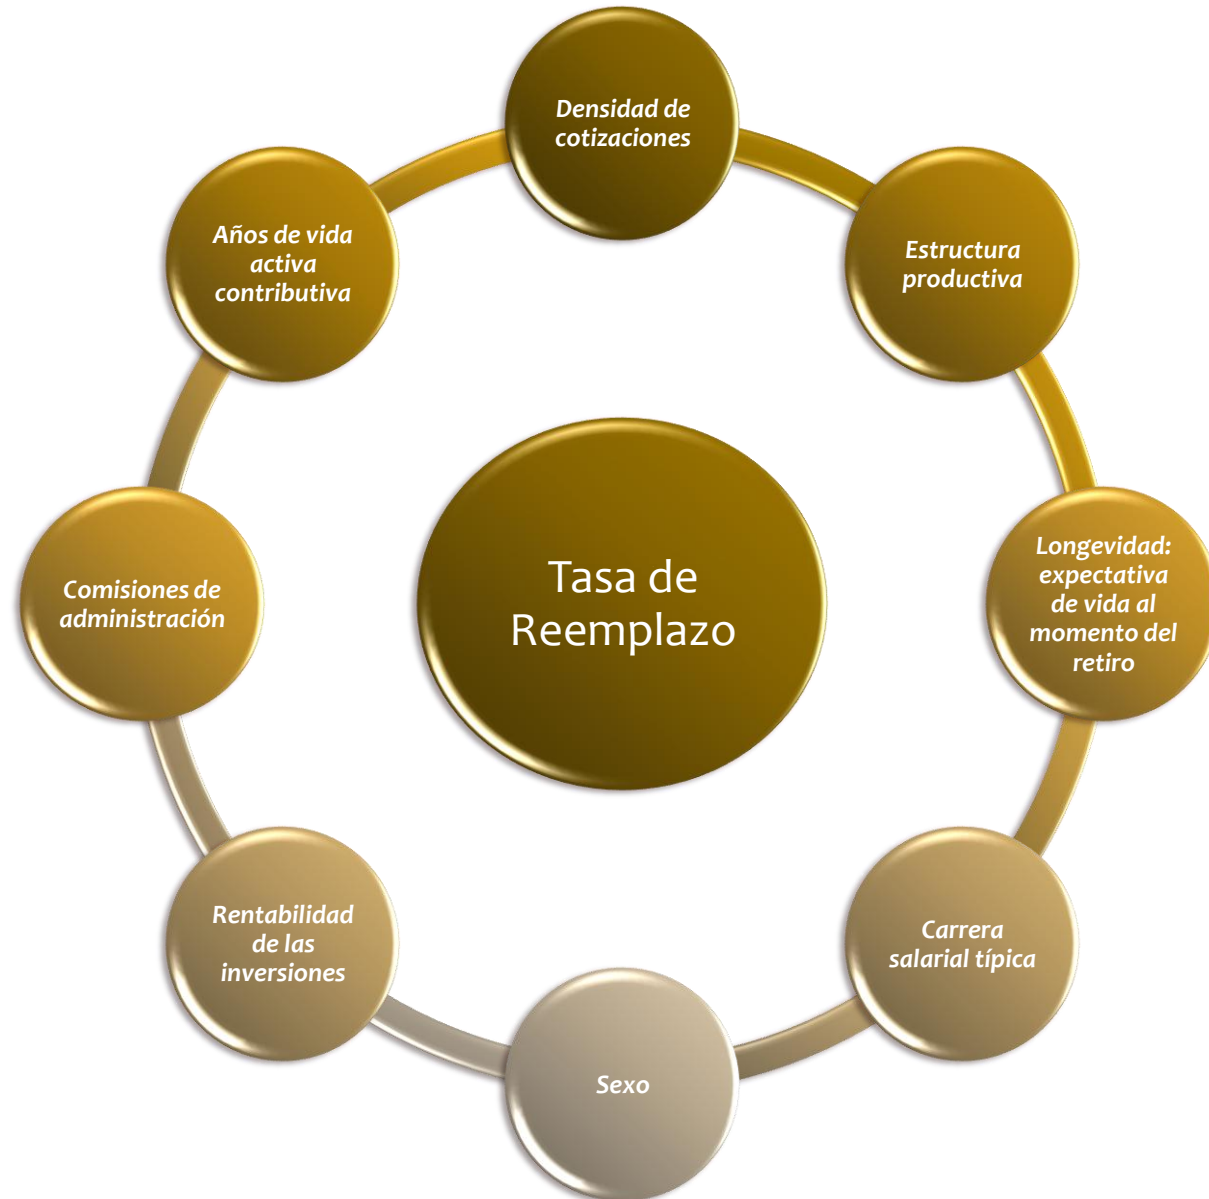 Densidad de
cotizaciones
Estructura
productiva
Longevidad:
expectativa
de vida al
momento del
retiro
Carrera
salarial típica
Sexo
Rentabilidad
de las
inversiones
Comisiones de
administración
Años de vida
activa
contributiva
Tasa de
Reemplazo